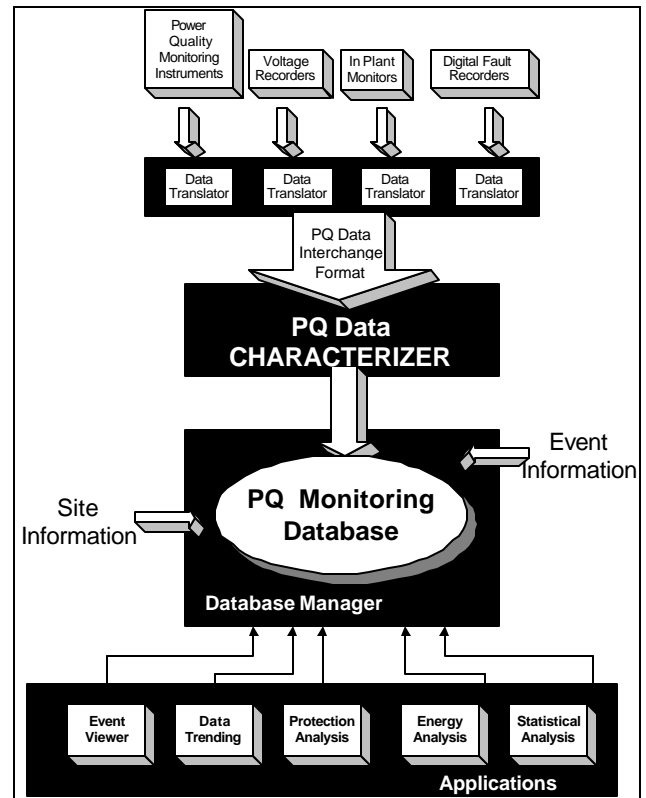 Power
Quality
Monitoring
Instruments
Voltage
Recorders
In Plant
Monitors
Digital Fault
Recorders
Data
Translator
Data
Translator
Data
Translator
Data
Translator
PQ Data
Interchange
Format
PQ Data
CHARACTERIZER
Event
Information
Site
Information
PQ Monitoring
Database
Database Manager
Event
Viewer
Data
Trending
Protection
Analysis
Energy
Analysis
Statistical
Analysis
Applications